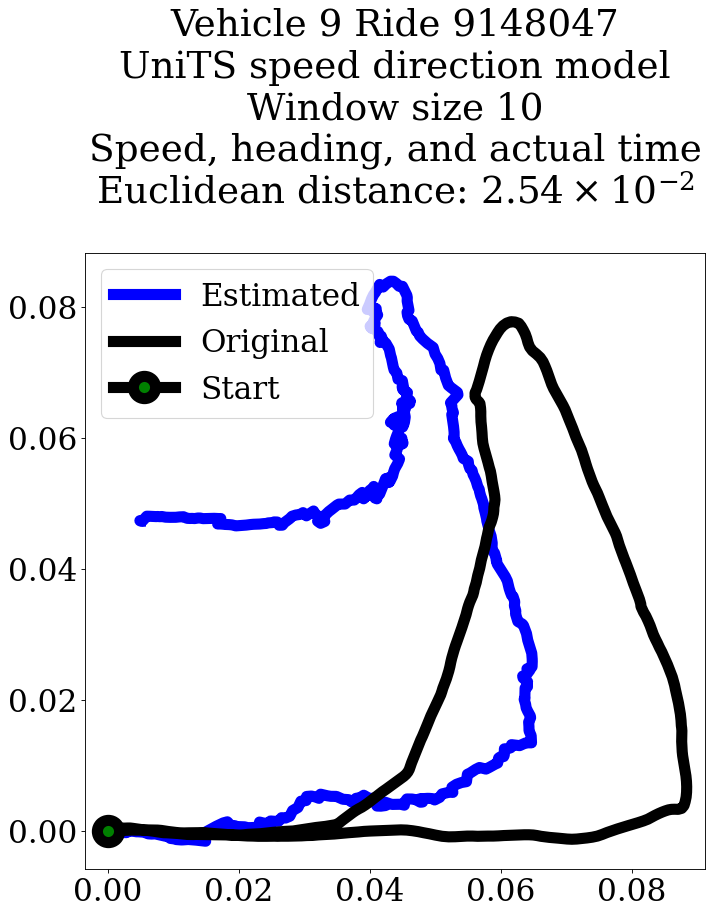 Vehicle 9 Ride 9148047
UniTS speed direction model
Window size 10
Speed, heading, and actual time
Euclidean distance: 2.54 × 10⁻²
Estimated
Original
Start
0.08
0.06
0.04
0.02
0.00
0.00 0.02 0.04 0.06 0.08